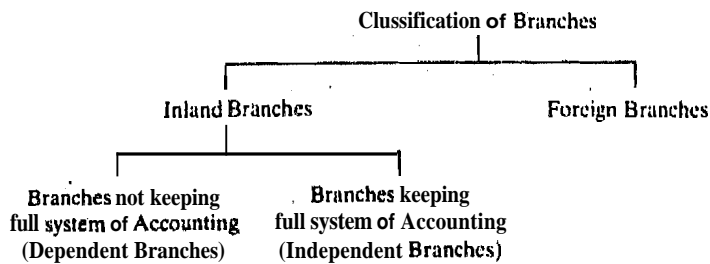 Clussification of Branches
Inland Branches
Foreign Branches
Branches not keeping
full system of Accounting
(Dependent Branches)
Branches keeping
full system of Accounting
(Independent Branches)